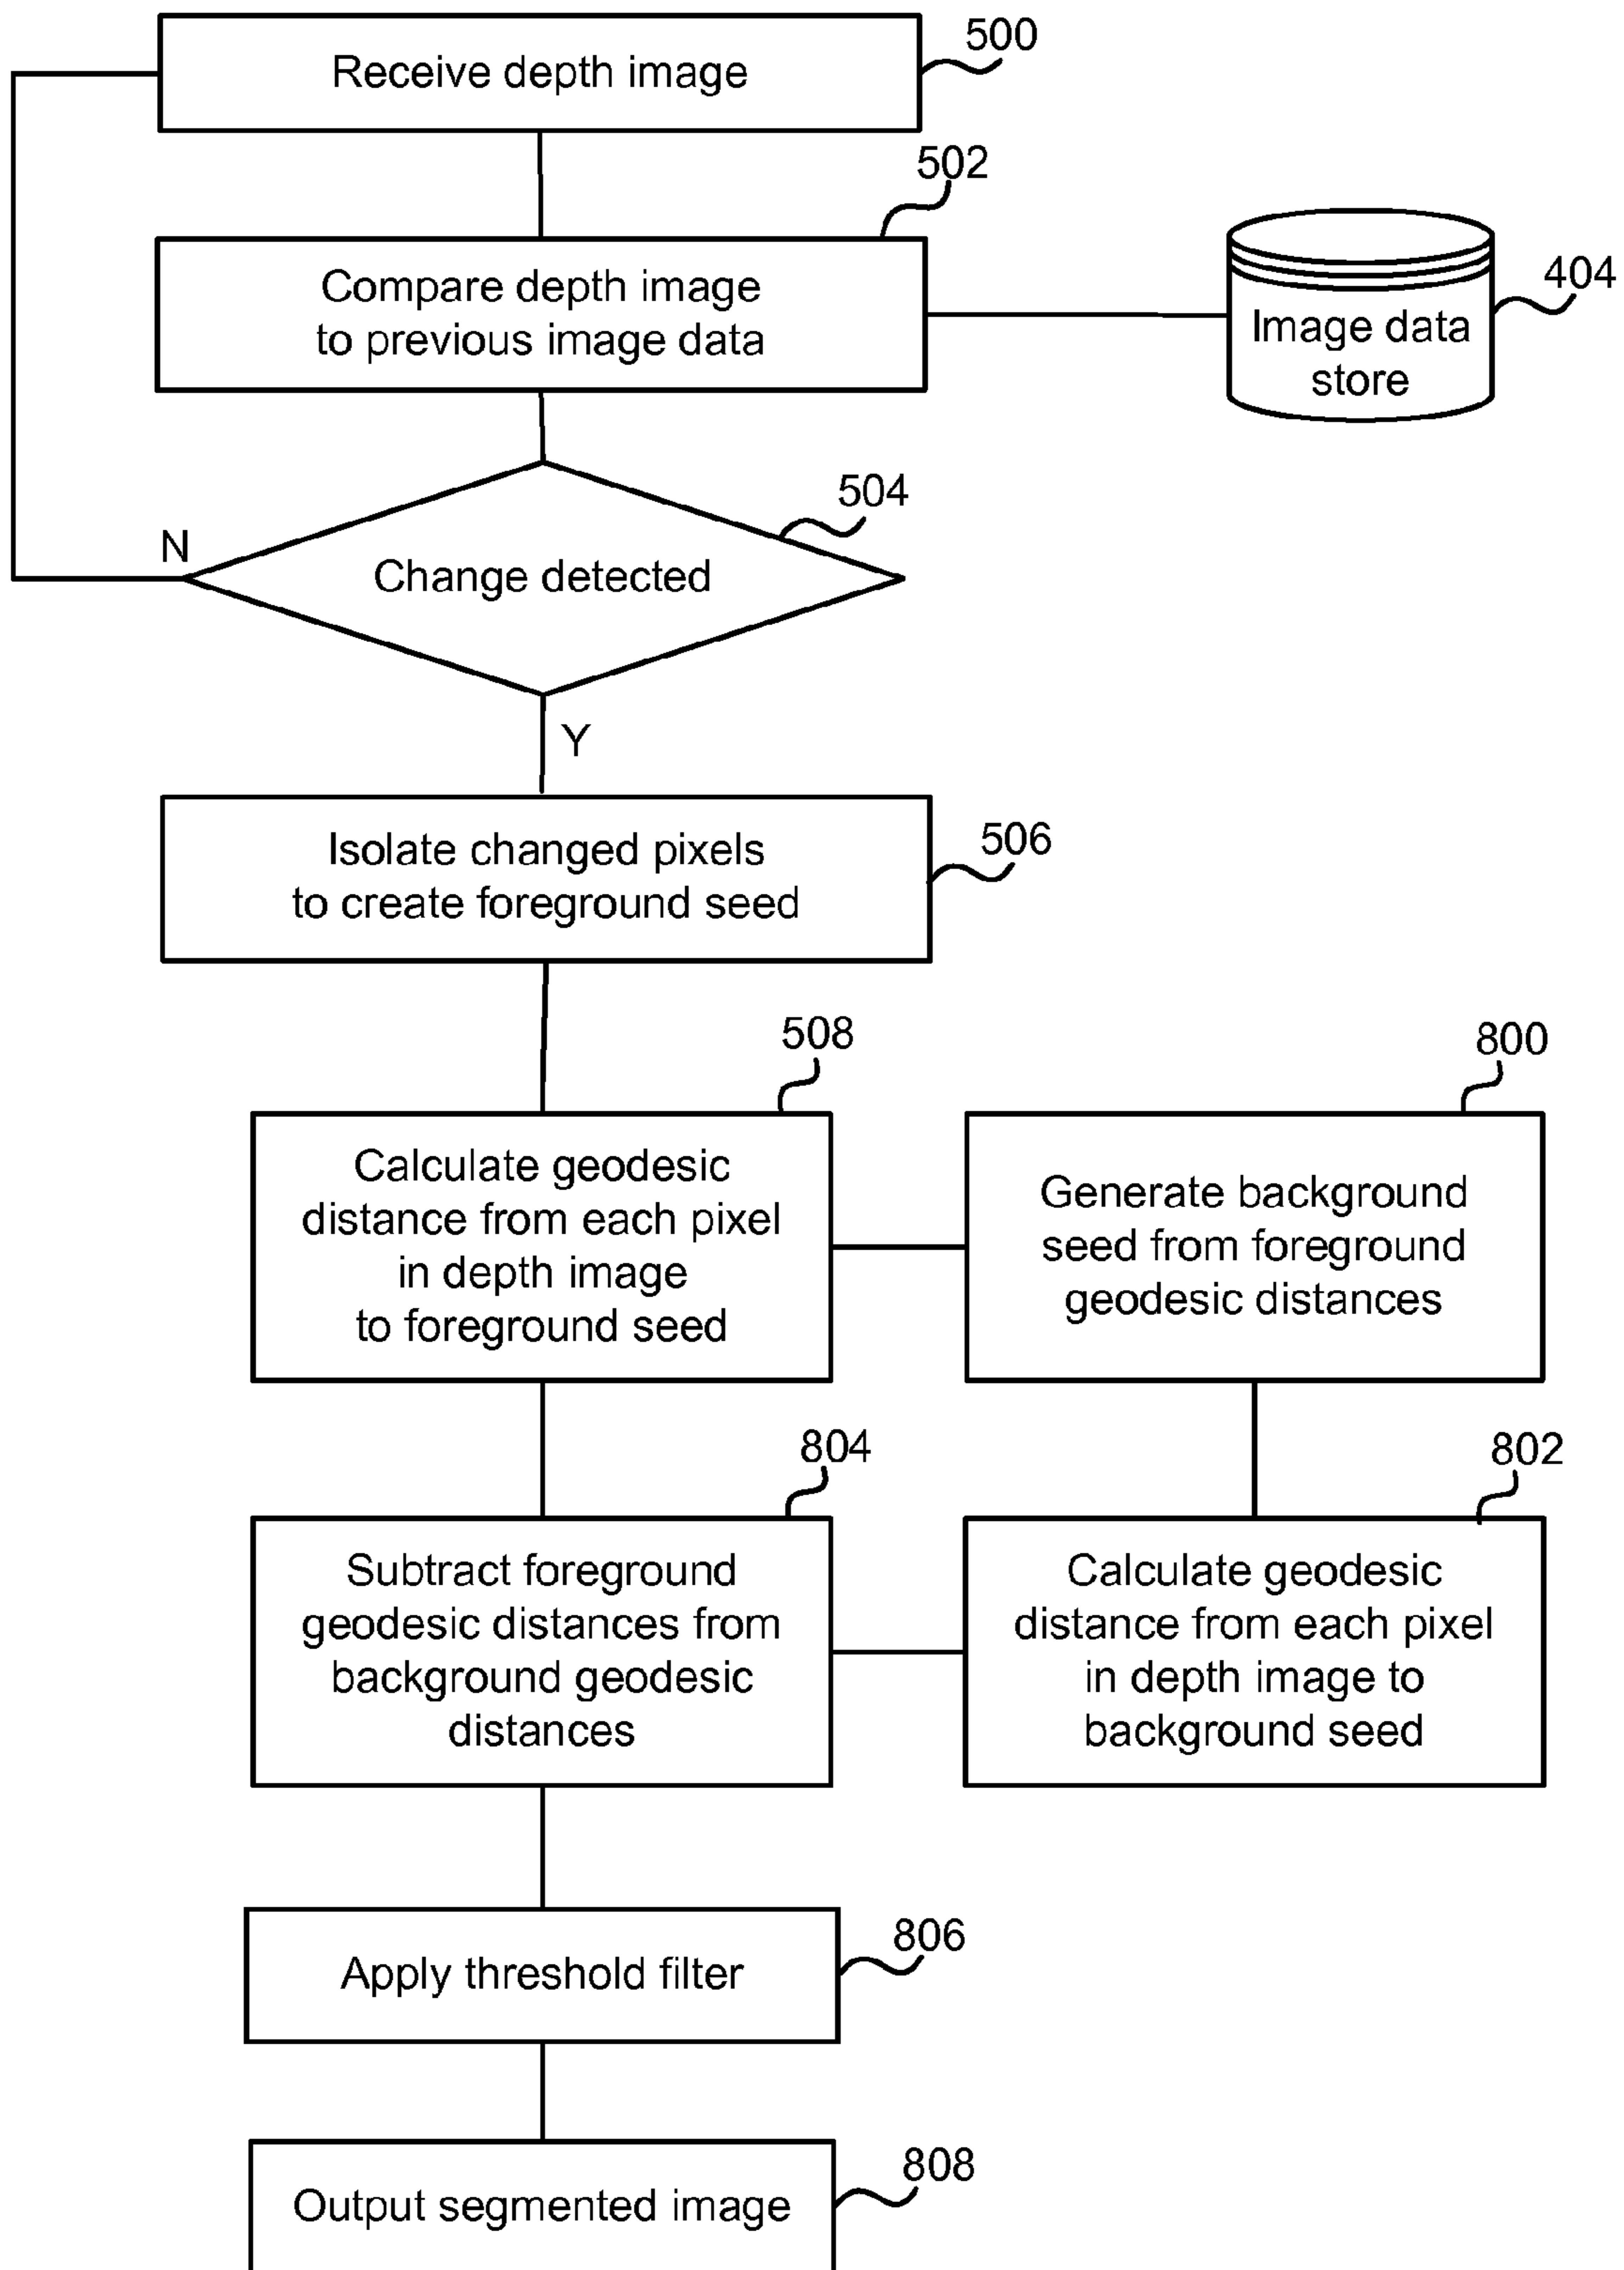 500
Receive depth image
502
Compare depth image
to previous image data
404
Image data
store
504
N
Change detected
Y
506
Isolate changed pixels
to create foreground seed
508
Calculate geodesic
distance from each pixel
in depth image
to foreground seed
800
Generate background
seed from foreground
geodesic distances
804
Subtract foreground
geodesic distances from
background geodesic
distances
802
Calculate geodesic
distance from each pixel
in depth image to
background seed
806
Apply threshold filter
808
Output segmented image